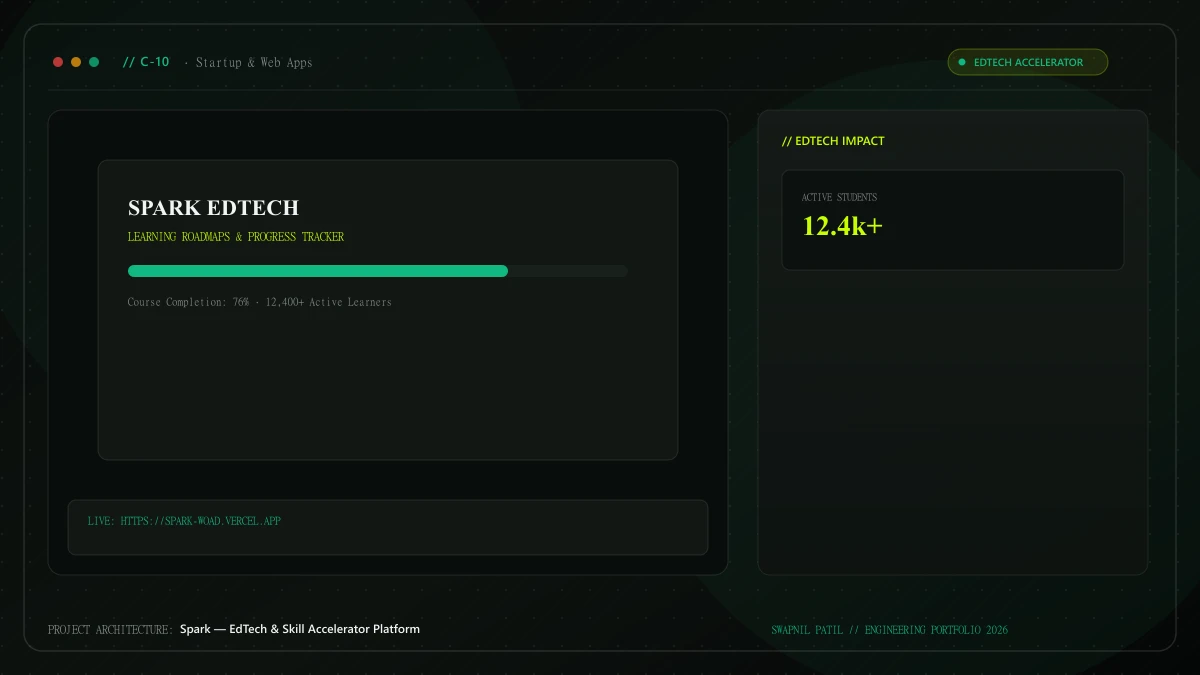 // C-10 · Startup & Web Apps
EDTECH ACCELERATOR
SPARK EDTECH
LEARNING ROADMAPS & PROGRESS TRACKER
Course Completion: 76% · 12,400+ Active Learners
LIVE: HTTPS://SPARK-WOAD.VERCEL.APP
// EDTECH IMPACT
ACTIVE STUDENTS
12.4k+
PROJECT ARCHITECTURE: Spark — EdTech & Skill Accelerator Platform
SWAPNIL PATIL // ENGINEERING PORTFOLIO 2026